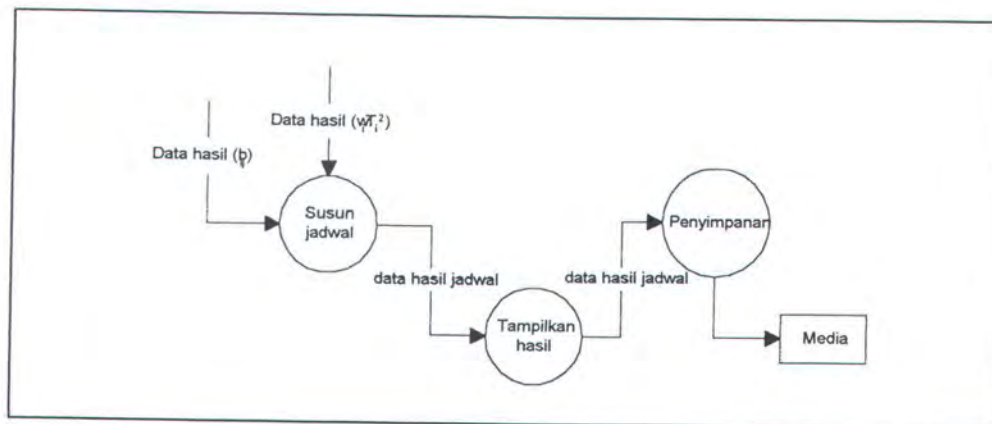 Data hasil (wᵢTᵢ²)
Data hasil (bᵢ)
Susun
jadwal
Penyimpanan
data hasil jadwal
data hasil jadwal
Tampilkan
hasil
Media